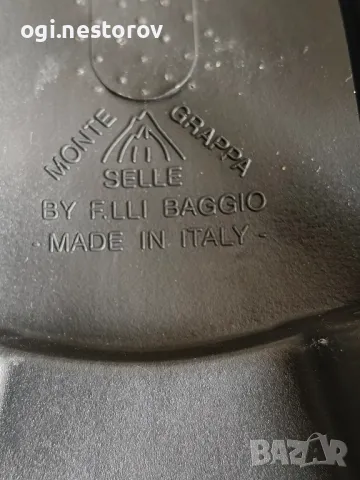 ogi.nestorov
MONTE GRAPPA
SELLE
BY F.LLI BAGGIO
- MADE IN ITALY -
BAZAR